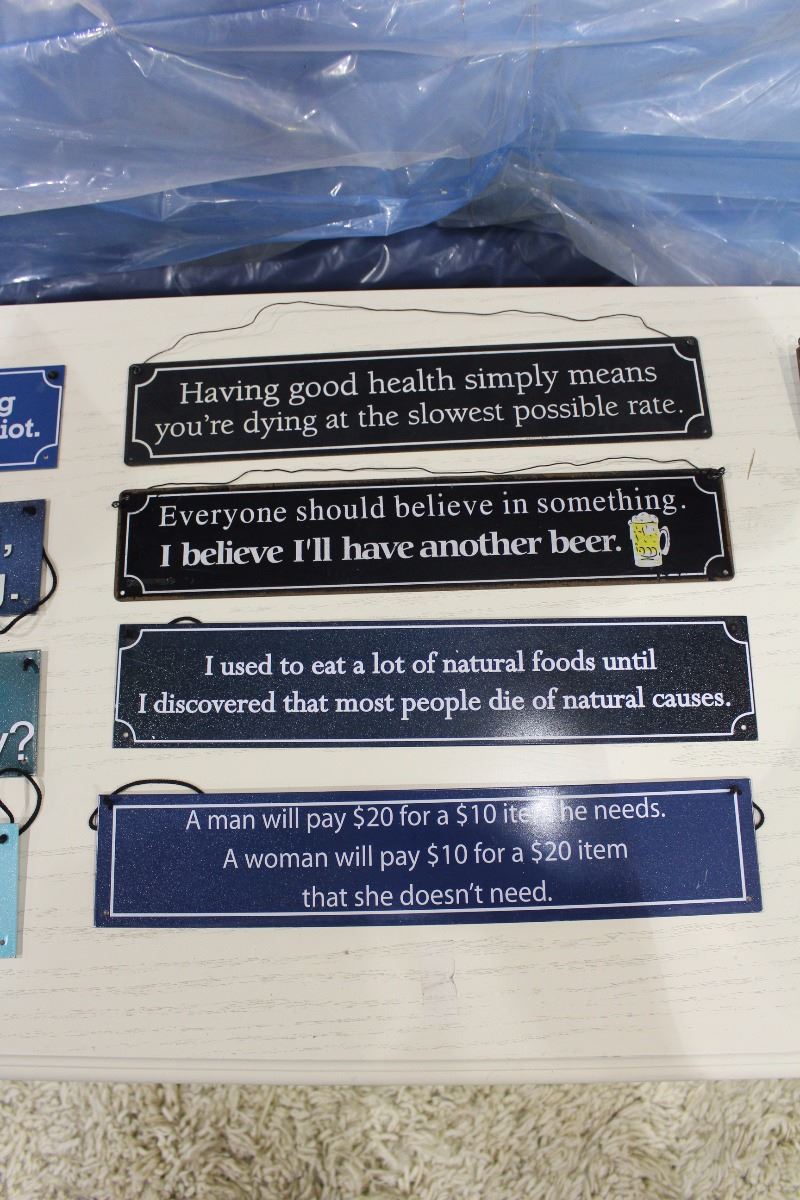 g
iot.
Having good health simply means
you're dying at the slowest possible rate.
,
g.
Everyone should believe in something.
I believe I'll have another beer.
y?
I used to eat a lot of natural foods until
I discovered that most people die of natural causes.
A man will pay $20 for a $10 item he needs.
A woman will pay $10 for a $20 item
that she doesn't need.